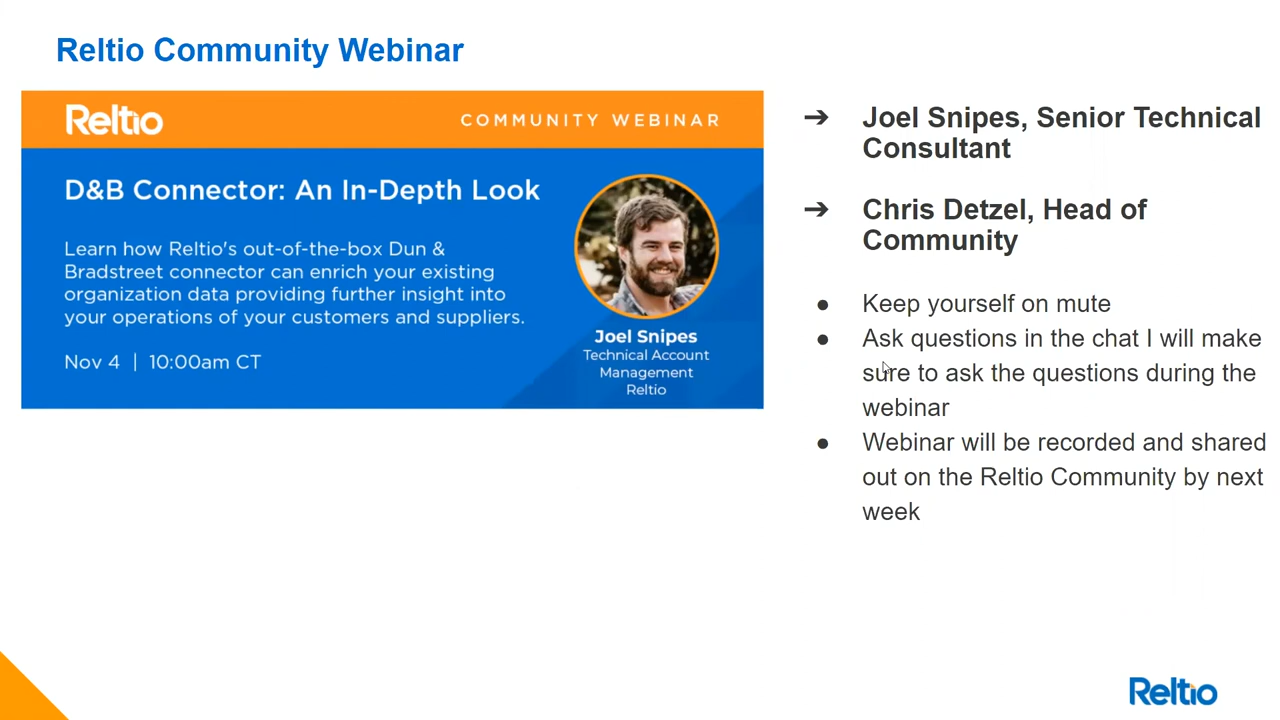 Reltio Community Webinar
Reltio
COMMUNITY WEBINAR
D&B Connector: An In-Depth Look
Learn how Reltio's out-of-the-box Dun &
Bradstreet connector can enrich your existing
organization data providing further insight into
your operations of your customers and suppliers.
Nov 4 | 10:00am CT
Joel Snipes
Technical Account
Management
Reltio
➔ Joel Snipes, Senior Technical
Consultant
➔ Chris Detzel, Head of
Community
● Keep yourself on mute
● Ask questions in the chat I will make
sure to ask the questions during the
webinar
● Webinar will be recorded and shared
out on the Reltio Community by next
week
Reltio